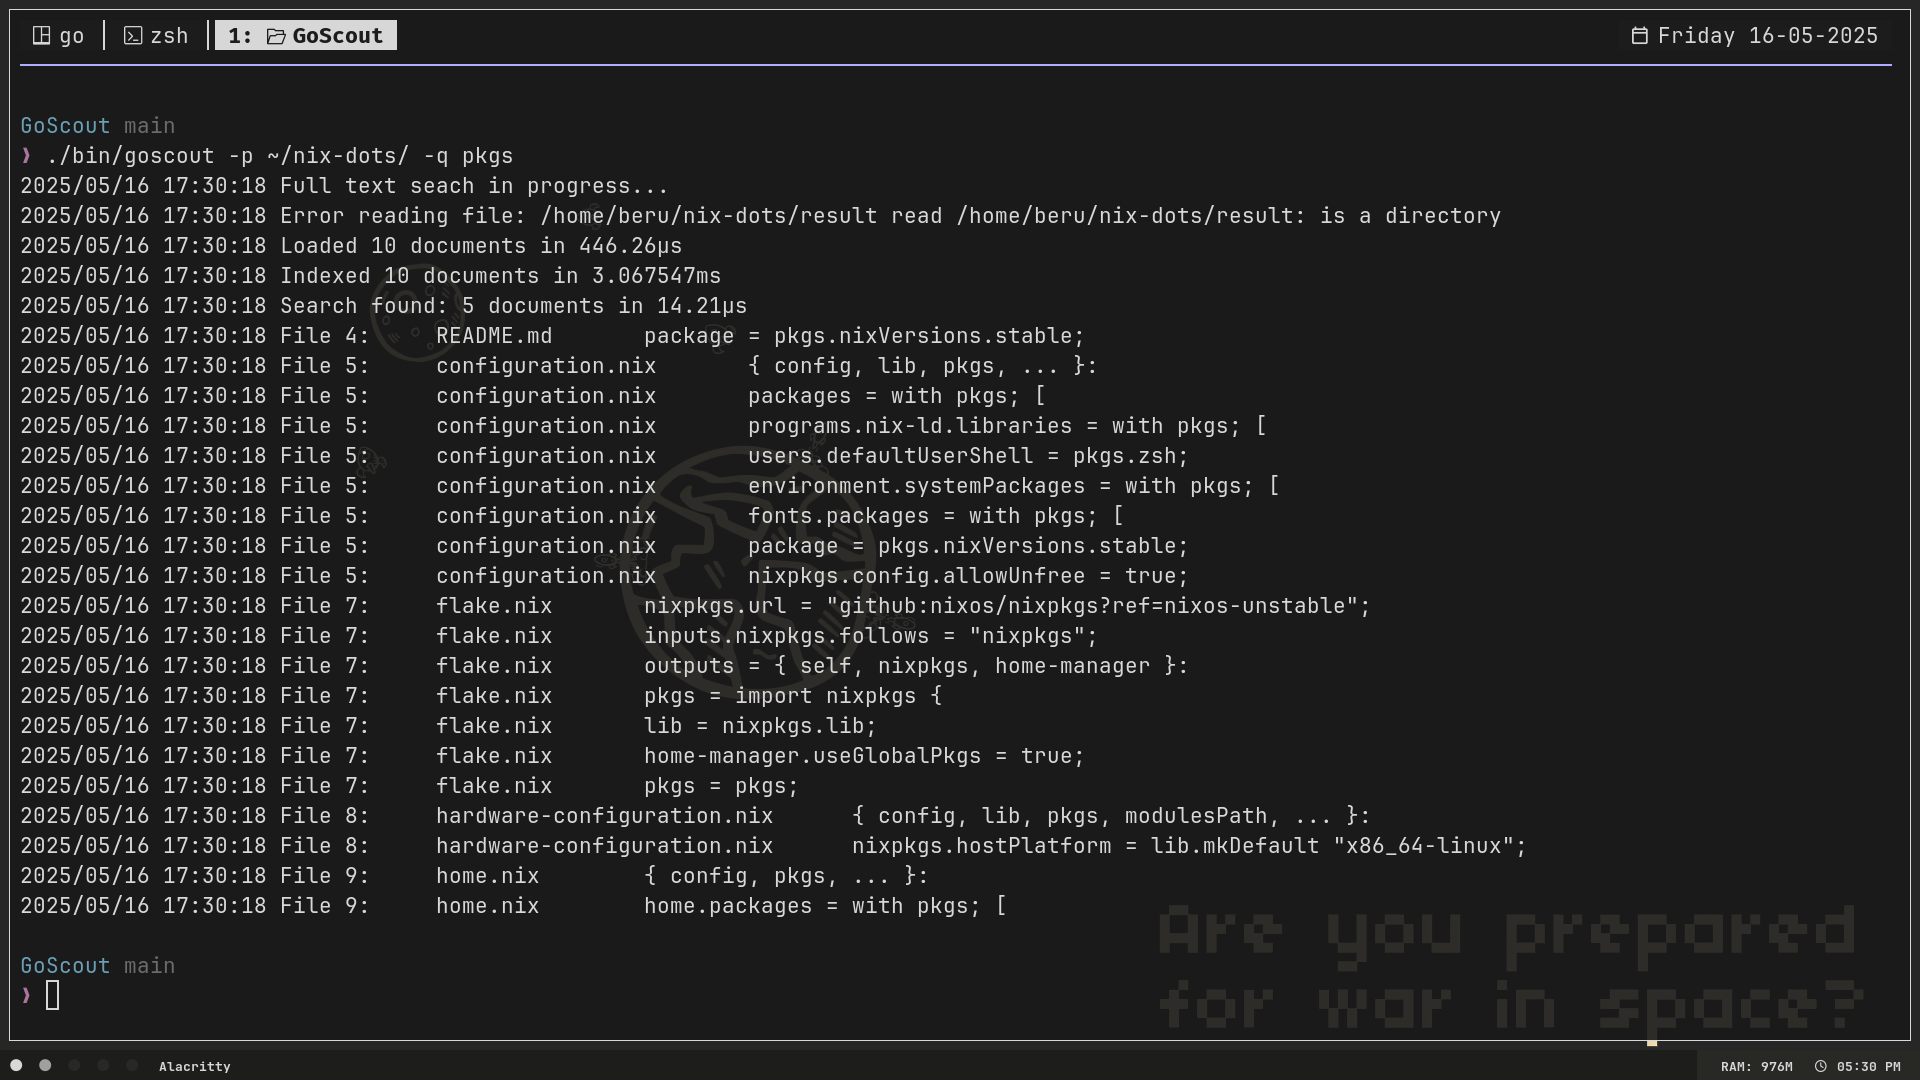 go zsh 1: GoScout Friday 16-05-2025
GoScout main
❯ ./bin/goscout -p ~/nix-dots/ -q pkgs
2025/05/16 17:30:18 Full text seach in progress...
2025/05/16 17:30:18 Error reading file: /home/beru/nix-dots/result read /home/beru/nix-dots/result: is a directory
2025/05/16 17:30:18 Loaded 10 documents in 446.26µs
2025/05/16 17:30:18 Indexed 10 documents in 3.067547ms
2025/05/16 17:30:18 Search found: 5 documents in 14.21µs
2025/05/16 17:30:18 File 4: README.md package = pkgs.nixVersions.stable;
2025/05/16 17:30:18 File 5: configuration.nix { config, lib, pkgs, ... }:
2025/05/16 17:30:18 File 5: configuration.nix packages = with pkgs; [
2025/05/16 17:30:18 File 5: configuration.nix programs.nix-ld.libraries = with pkgs; [
2025/05/16 17:30:18 File 5: configuration.nix users.defaultUserShell = pkgs.zsh;
2025/05/16 17:30:18 File 5: configuration.nix environment.systemPackages = with pkgs; [
2025/05/16 17:30:18 File 5: configuration.nix fonts.packages = with pkgs; [
2025/05/16 17:30:18 File 5: configuration.nix package = pkgs.nixVersions.stable;
2025/05/16 17:30:18 File 5: configuration.nix nixpkgs.config.allowUnfree = true;
2025/05/16 17:30:18 File 7: flake.nix nixpkgs.url = "github:nixos/nixpkgs?ref=nixos-unstable";
2025/05/16 17:30:18 File 7: flake.nix inputs.nixpkgs.follows = "nixpkgs";
2025/05/16 17:30:18 File 7: flake.nix outputs = { self, nixpkgs, home-manager }:
2025/05/16 17:30:18 File 7: flake.nix pkgs = import nixpkgs {
2025/05/16 17:30:18 File 7: flake.nix lib = nixpkgs.lib;
2025/05/16 17:30:18 File 7: flake.nix home-manager.useGlobalPkgs = true;
2025/05/16 17:30:18 File 7: flake.nix pkgs = pkgs;
2025/05/16 17:30:18 File 8: hardware-configuration.nix { config, lib, pkgs, modulesPath, ... }:
2025/05/16 17:30:18 File 8: hardware-configuration.nix nixpkgs.hostPlatform = lib.mkDefault "x86_64-linux";
2025/05/16 17:30:18 File 9: home.nix { config, pkgs, ... }:
2025/05/16 17:30:18 File 9: home.nix home.packages = with pkgs; [
Are you prepared
GoScout main
❯
for war in space?
Alacritty RAM: 976M 05:30 PM